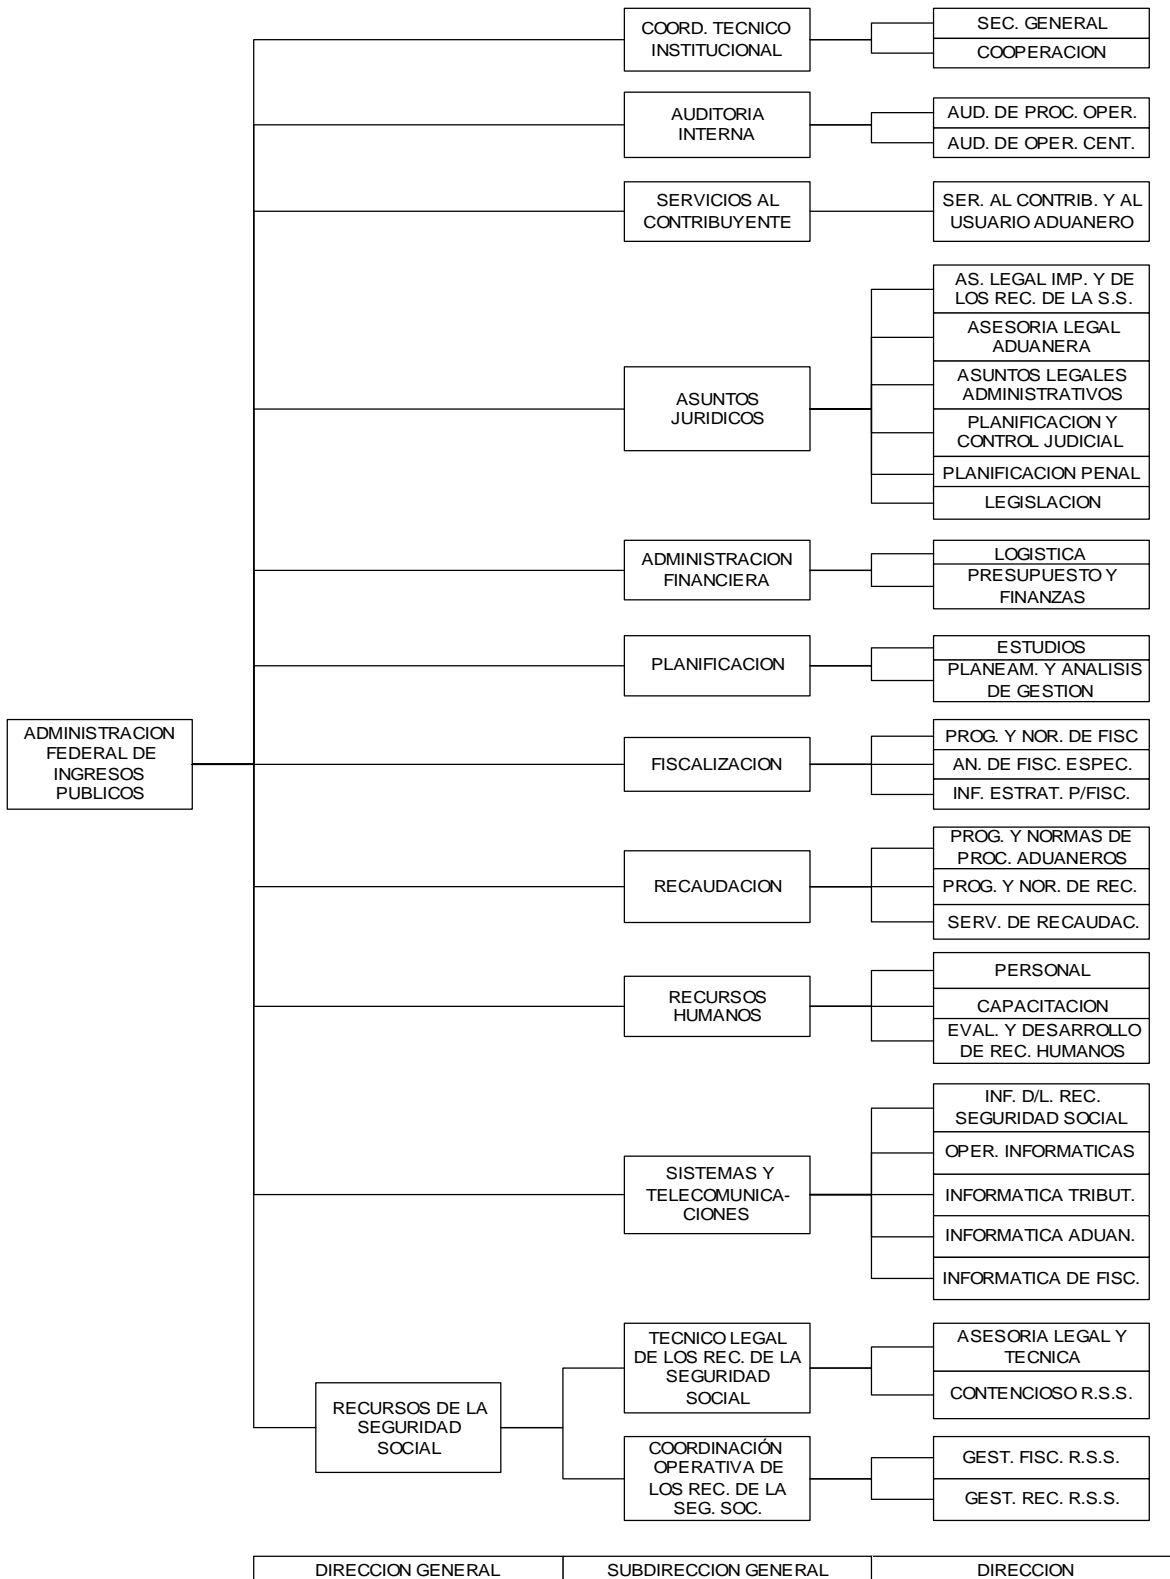 COORD. TECNICO
INSTITUCIONAL
SEC. GENERAL
COOPERACION
AUDITORIA
INTERNA
AUD. DE PROC. OPER.
AUD. DE OPER. CENT.
SERVICIOS AL
CONTRIBUYENTE
SER. AL CONTRIB. Y AL
USUARIO ADUANERO
ASUNTOS
JURIDICOS
AS. LEGAL IMP. Y DE
LOS REC. DE LA S.S.
ASESORIA LEGAL
ADUANERA
ASUNTOS LEGALES
ADMINISTRATIVOS
PLANIFICACION Y
CONTROL JUDICIAL
PLANIFICACION PENAL
LEGISLACION
ADMINISTRACION
FINANCIERA
LOGISTICA
PRESUPUESTO Y
FINANZAS
PLANIFICACION
ESTUDIOS
PLANEAM. Y ANALISIS
DE GESTION
ADMINISTRACION
FEDERAL DE
INGRESOS
PUBLICOS
FISCALIZACION
PROG. Y NOR. DE FISC
AN. DE FISC. ESPEC.
INF. ESTRAT. P/FISC.
RECAUDACION
PROG. Y NORMAS DE
PROC. ADUANEROS
PROG. Y NOR. DE REC.
SERV. DE RECAUDAC.
RECURSOS
HUMANOS
PERSONAL
CAPACITACION
EVAL. Y DESARROLLO
DE REC. HUMANOS
SISTEMAS Y
TELECOMUNICA-
CIONES
INF. D/L. REC.
SEGURIDAD SOCIAL
OPER. INFORMATICAS
INFORMATICA TRIBUT.
INFORMATICA ADUAN.
INFORMATICA DE FISC.
RECURSOS DE LA
SEGURIDAD
SOCIAL
TECNICO LEGAL
DE LOS REC. DE LA
SEGURIDAD
SOCIAL
ASESORIA LEGAL Y
TECNICA
CONTENCIOSO R.S.S.
COORDINACIÓN
OPERATIVA DE
LOS REC. DE LA
SEG. SOC.
GEST. FISC. R.S.S.
GEST. REC. R.S.S.
DIRECCION GENERAL
SUBDIRECCION GENERAL
DIRECCION